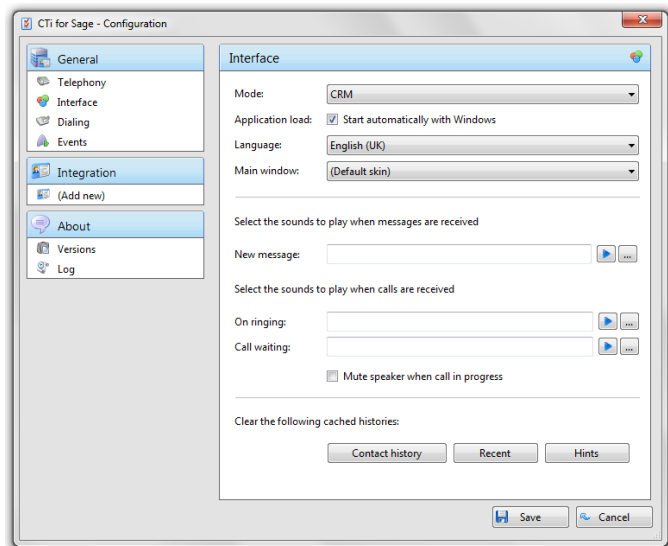 CTi for Sage - Configuration
General
Telephony
Interface
Dialing
Events
Integration
(Add new)
About
Versions
Log
Interface
Mode: CRM
Application load: Start automatically with Windows
Language: English (UK)
Main window: (Default skin)
Select the sounds to play when messages are received
New message: ...
Select the sounds to play when calls are received
On ringing: ...
Call waiting: ...
Mute speaker when call in progress
Clear the following cached histories:
Contact history Recent Hints
Save Cancel